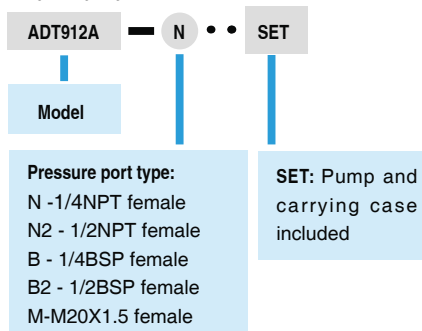 ADT912A — N • • SET
Model
Pressure port type:
N -1/4NPT female
N2 - 1/2NPT female
B - 1/4BSP female
B2 - 1/2BSP female
M-M20X1.5 female
SET: Pump and
carrying case
included